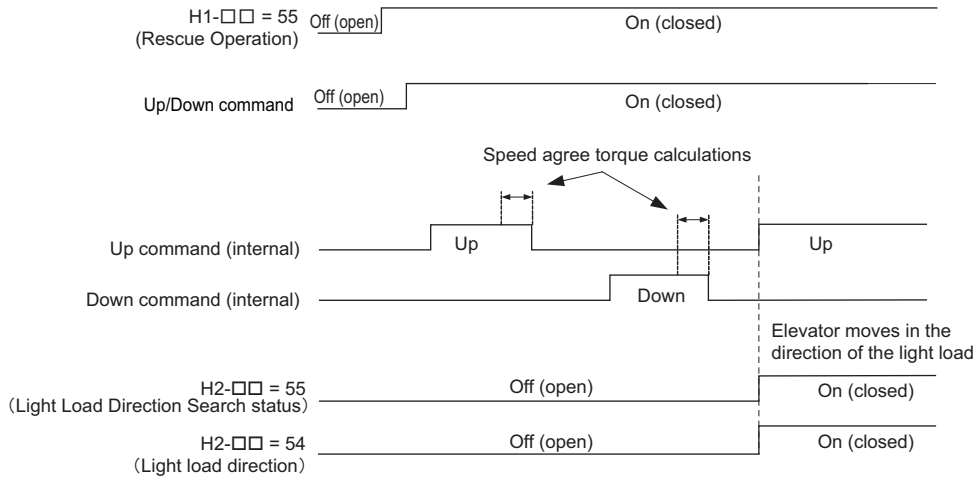 H1-□□ = 55
(Rescue Operation)
Off (open)
On (closed)
Up/Down command
Off (open)
On (closed)
Speed agree torque calculations
Up command (internal)
Up
Up
Down command (internal)
Down
Elevator moves in the
direction of the light load
H2-□□ = 55
（Light Load Direction Search status）
Off (open)
On (closed)
H2-□□ = 54
（Light load direction）
Off (open)
On (closed)